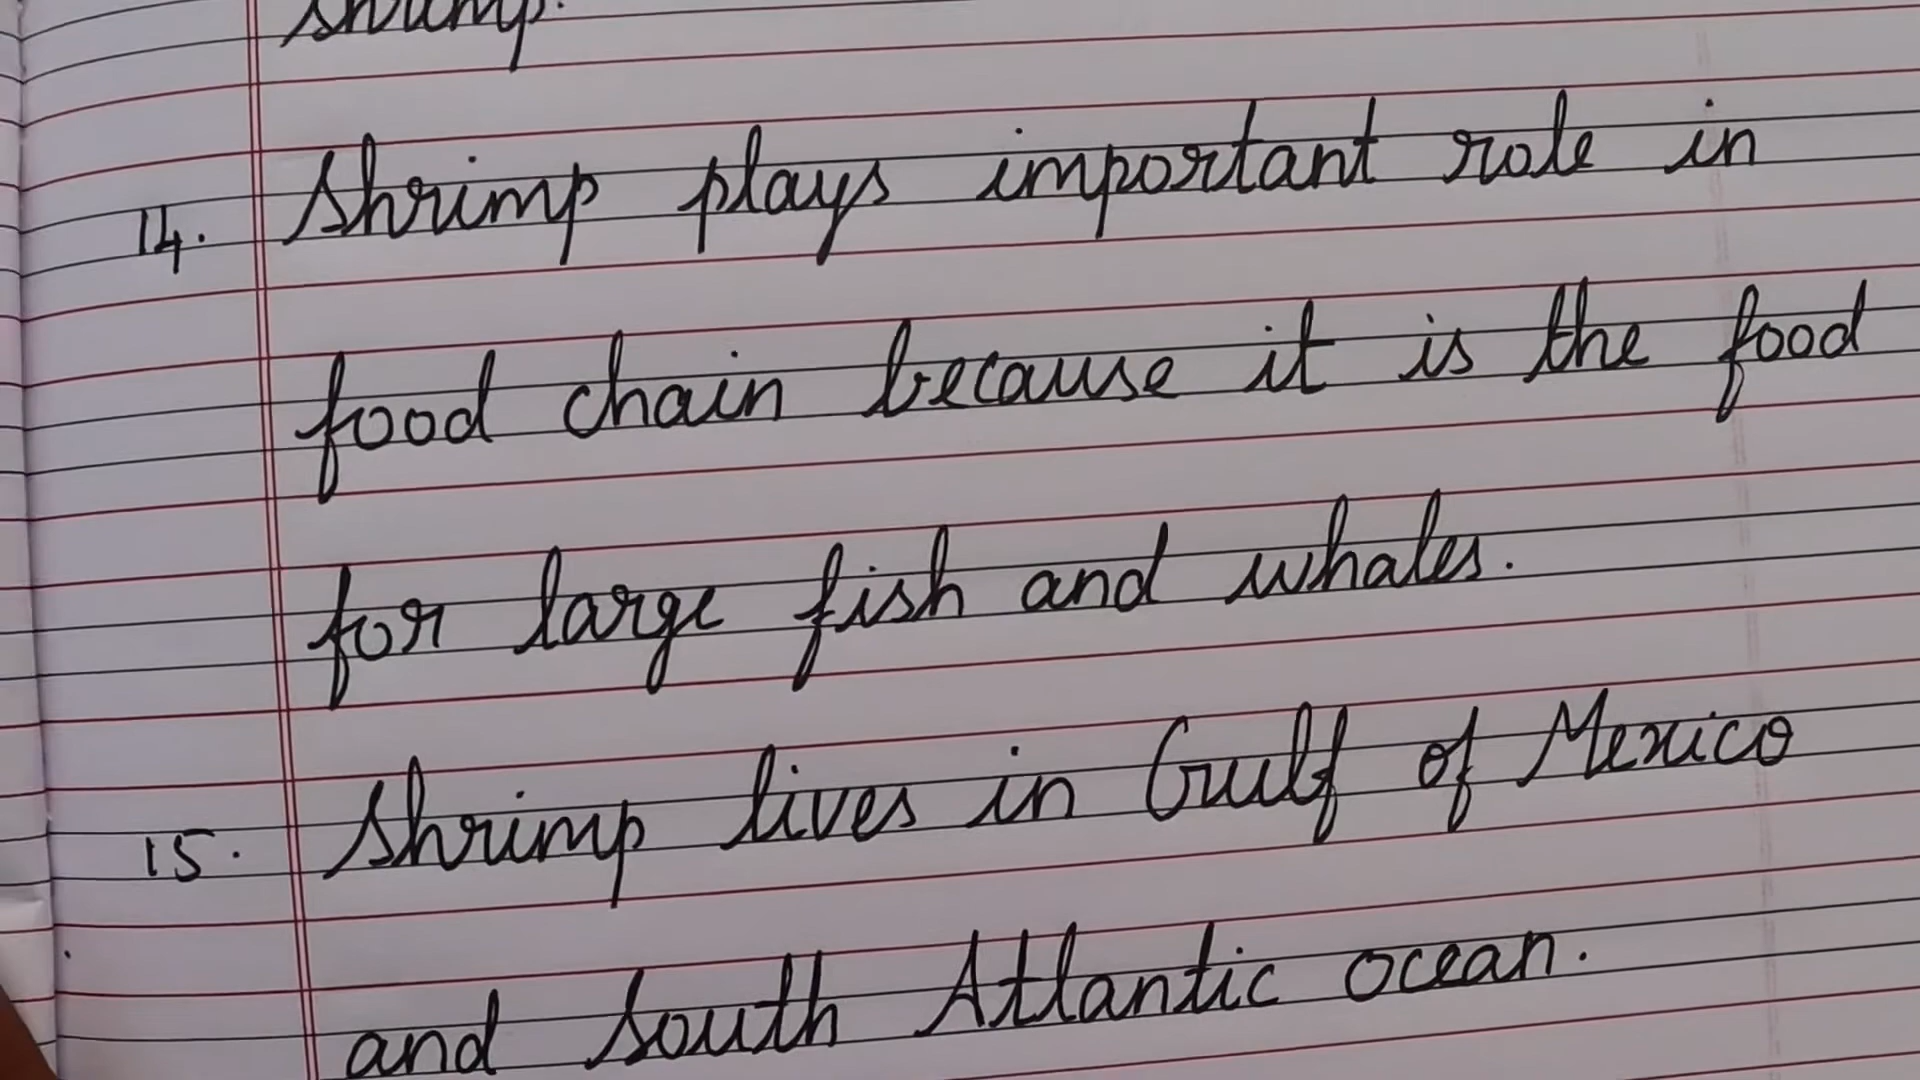 shrimp.
14. Shrimp plays important role in
food chain because it is the food
for large fish and whales.
15. Shrimp lives in Gulf of Mexico
and South Atlantic ocean.